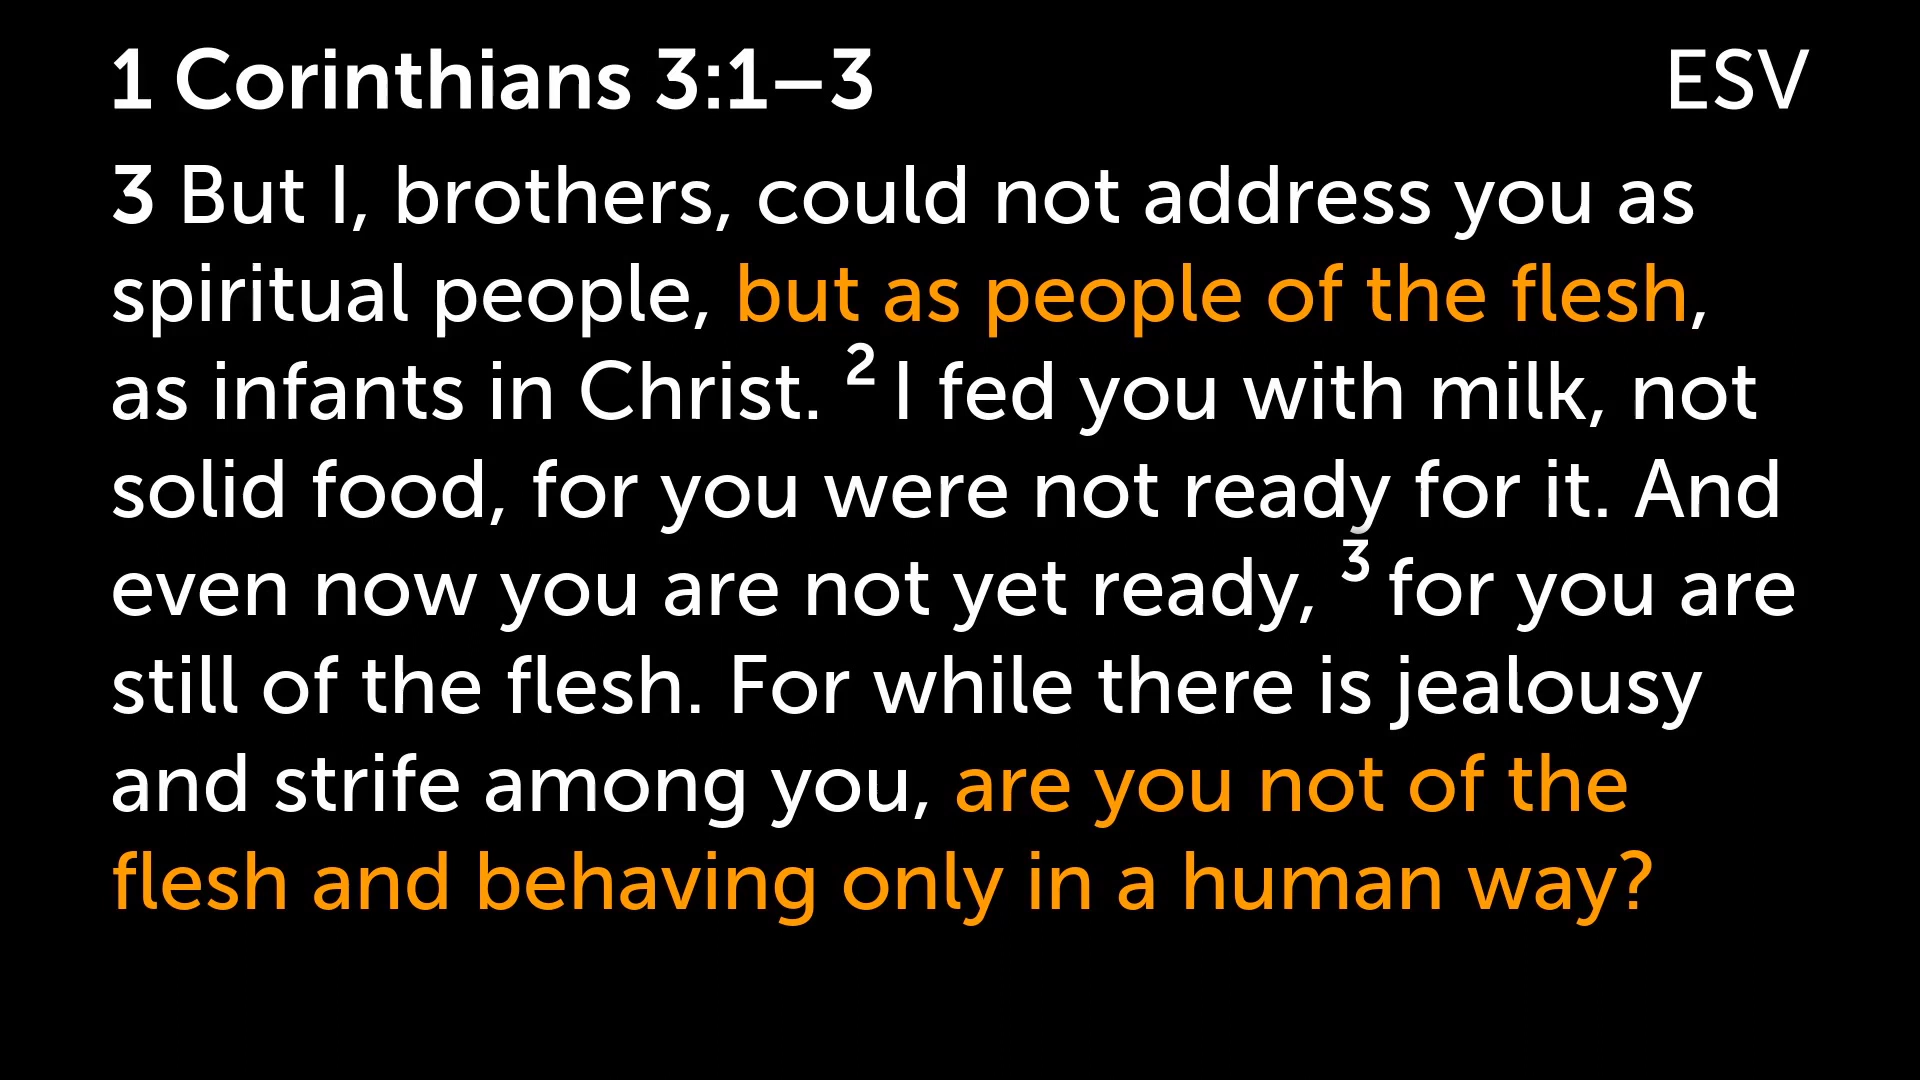 1 Corinthians 3:1–3 ESV
3 But I, brothers, could not address you as
spiritual people, but as people of the flesh,
as infants in Christ. 2 I fed you with milk, not
solid food, for you were not ready for it. And
even now you are not yet ready, 3 for you are
still of the flesh. For while there is jealousy
and strife among you, are you not of the
flesh and behaving only in a human way?